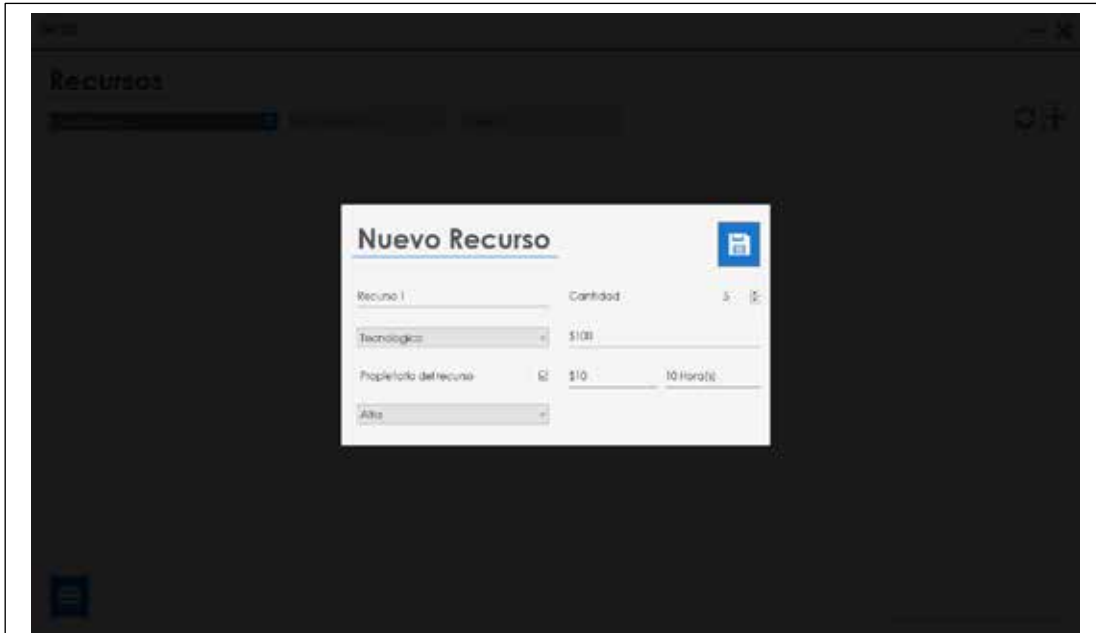 Recursos
Nuevo Recurso
Recurso 1
Cantidad 5
Tecnologico
$100
Propietario del recurso
$10 10 Hora(s)
Alta